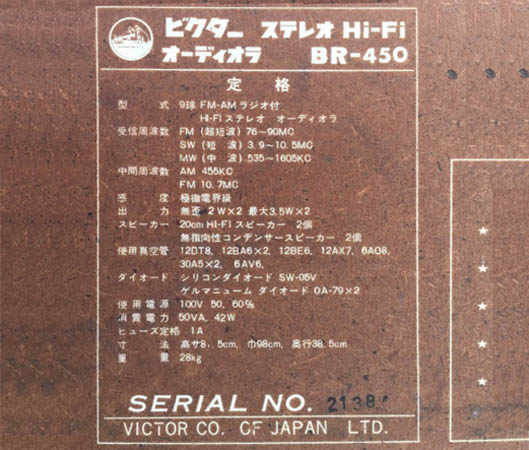 ビクター ステレオ Hi-Fi
オーディオラ BR-450
定格
型式 9球 FM-AM ラジオ付
Hi-Fi ステレオ オーディオラ
受信周波数 FM (超短波) 76~90MC
SW (短波) 3.9~10.5MC
MW (中波) 535~1605KC
中間周波数 AM 455KC
FM 10.7MC
感度 極微電界級
出力 無歪 2W×2 最大3.5W×2
スピーカー 20cm HI-FI スピーカー 2個
無指向性コンデンサースピーカー 2個
使用真空管 12DT8, 12BA6×2, 12BE6, 12AX7, 6AQ8,
30A5×2, 6AV6,
ダイオード シリコンダイオード SW-05V
ゲルマニューム ダイオード OA-79×2
使用電源 100V 50, 60%
消費電力 50VA, 42W
ヒューズ定格 1A
寸法 高サ8 .5cm, 巾98cm, 奥行38.5cm
重量 28kg
SERIAL NO. 2138
VICTOR CO. OF JAPAN LTD.